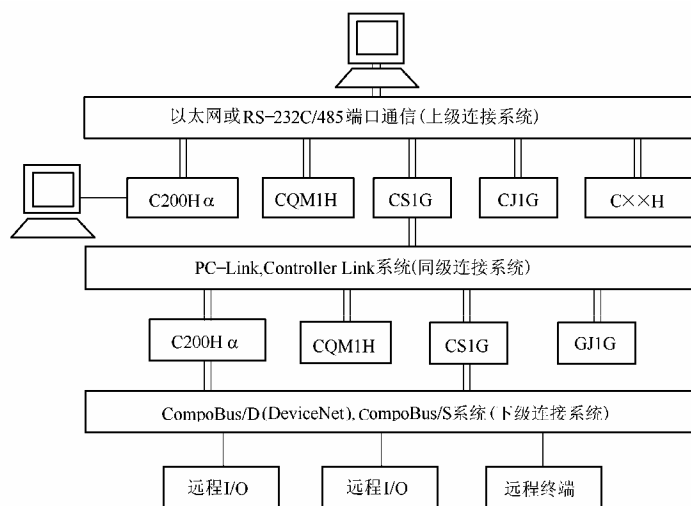 以太网或RS-232C/485端口通信(上级连接系统)
C200Hα
CQM1H
CS1G
CJ1G
C××H
PC-Link,Controller Link系统(同级连接系统)
C200Hα
CQM1H
CS1G
GJ1G
CompoBus/D(DeviceNet),CompoBus/S系统(下级连接系统)
远程I/O
远程I/O
远程终端